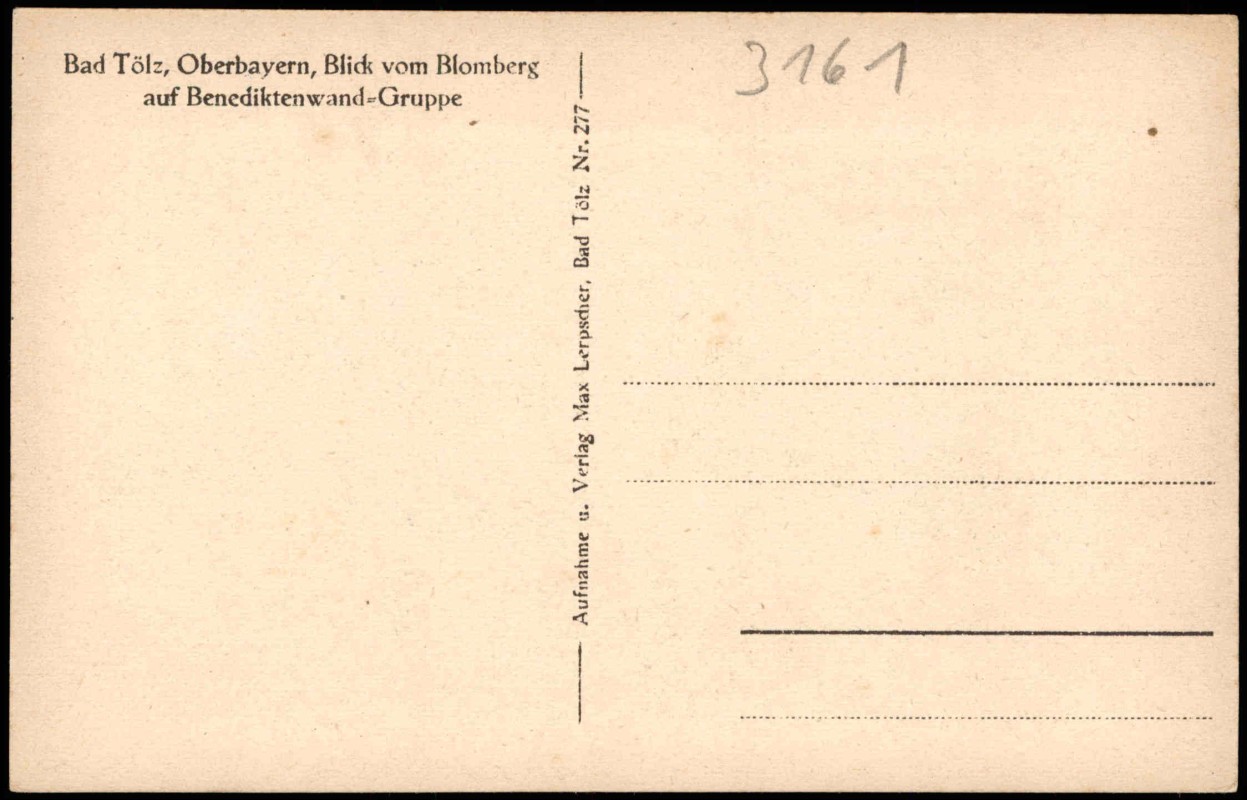 Bad Tölz, Oberbayern, Blick vom Blomberg
auf Benediktenwand=Gruppe
Aufnahme u. Verlag Max Lerpscher, Bad Tölz Nr. 277
3161